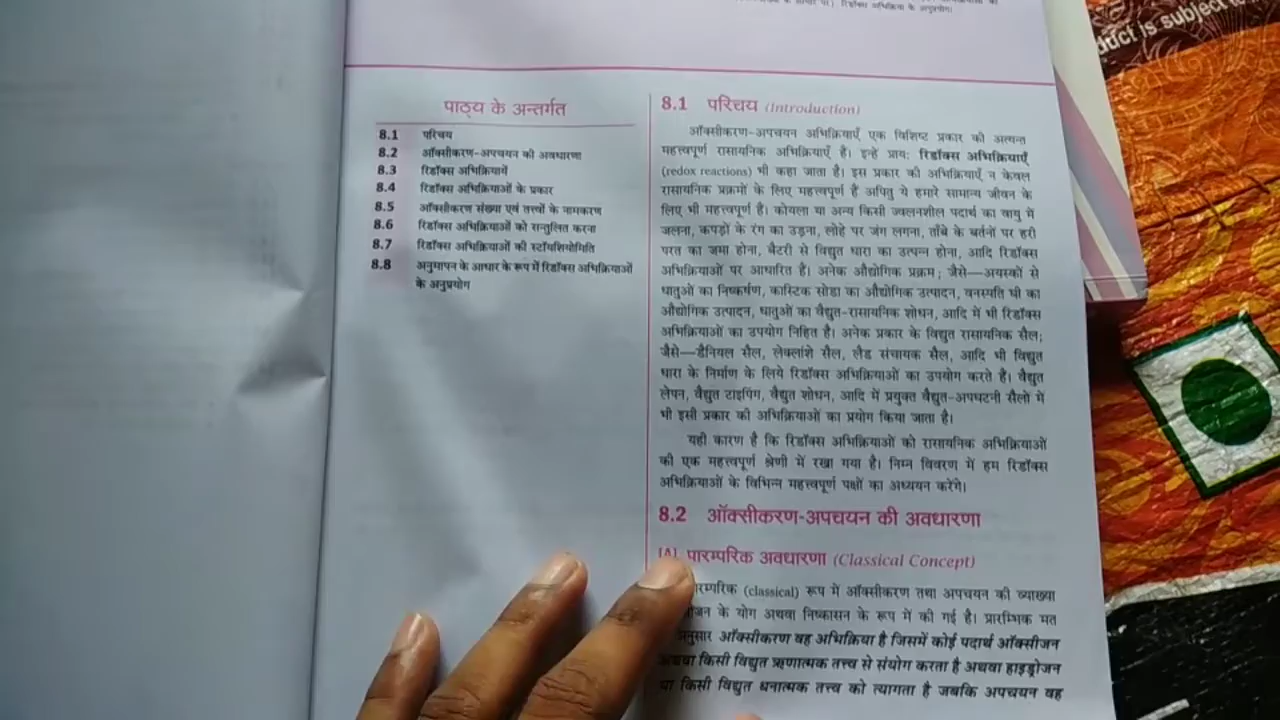 रिडॉक्स अभिक्रिया के अनुप्रयोग।
duct is subject to
पाठ्य के अन्तर्गत
8.1 परिचय
8.2 ऑक्सीकरण-अपचयन की अवधारणा
8.3 रिडॉक्स अभिक्रियायें
8.4 रिडॉक्स अभिक्रियाओं के प्रकार
8.5 ऑक्सीकरण संख्या एवं तत्त्वों के नामकरण
8.6 रिडॉक्स अभिक्रियाओं को सन्तुलित करना
8.7 रिडॉक्स अभिक्रियाओं की स्टॉयशियोमिति
8.8 अनुमापन के आधार के रूप में रिडॉक्स अभिक्रियाओं
के अनुप्रयोग
8.1 परिचय (Introduction)
ऑक्सीकरण-अपचयन अभिक्रियाएँ एक विशिष्ट प्रकार की अत्यन्त
महत्त्वपूर्ण रासायनिक अभिक्रियाएँ हैं। इन्हें प्राय: रिडॉक्स अभिक्रियाएँ
(redox reactions) भी कहा जाता है। इस प्रकार की अभिक्रियाएँ न केवल
रासायनिक प्रक्रमों के लिए महत्त्वपूर्ण हैं अपितु ये हमारे सामान्य जीवन के
लिए भी महत्त्वपूर्ण हैं। कोयला या अन्य किसी ज्वलनशील पदार्थ का वायु में
जलना, कपड़ों के रंग का उड़ना, लोहे पर जंग लगना, ताँबे के बर्तनों पर हरी
परत का जमा होना, बैटरी से विद्युत धारा का उत्पन्न होना, आदि रिडॉक्स
अभिक्रियाओं पर आधारित हैं। अनेक औद्योगिक प्रक्रम; जैसे—अयस्कों से
धातुओं का निष्कर्षण, कास्टिक सोडा का औद्योगिक उत्पादन, वनस्पति घी का
औद्योगिक उत्पादन, धातुओं का वैद्युत-रासायनिक शोधन, आदि में भी रिडॉक्स
अभिक्रियाओं का उपयोग निहित है। अनेक प्रकार के विद्युत रासायनिक सैल;
जैसे—डैनियल सैल, लेक्लांशे सैल, लैड संचायक सैल, आदि भी विद्युत
धारा के निर्माण के लिये रिडॉक्स अभिक्रियाओं का उपयोग करते हैं। वैद्युत
लेपन, वैद्युत टाइपिंग, वैद्युत शोधन, आदि में प्रयुक्त वैद्युत-अपघटनी सैलों में
भी इसी प्रकार की अभिक्रियाओं का प्रयोग किया जाता है।
यही कारण है कि रिडॉक्स अभिक्रियाओं को रासायनिक अभिक्रियाओं
की एक महत्त्वपूर्ण श्रेणी में रखा गया है। निम्न विवरण में हम रिडॉक्स
अभिक्रियाओं के विभिन्न महत्त्वपूर्ण पक्षों का अध्ययन करेंगे।
8.2 ऑक्सीकरण-अपचयन की अवधारणा
[A] पारम्परिक अवधारणा (Classical Concept)
रम्परिक (classical) रूप में ऑक्सीकरण तथा अपचयन की व्याख्या
के योग अथवा निष्कासन के रूप में की गई है। प्रारम्भिक मत
नुसार ऑक्सीकरण वह अभिक्रिया है जिसमें कोई पदार्थ ऑक्सीजन
अथवा किसी विद्युत ऋणात्मक तत्त्व से संयोग करता है अथवा हाइड्रोजन
या किसी विद्युत धनात्मक तत्त्व को त्यागता है जबकि अपचयन वह